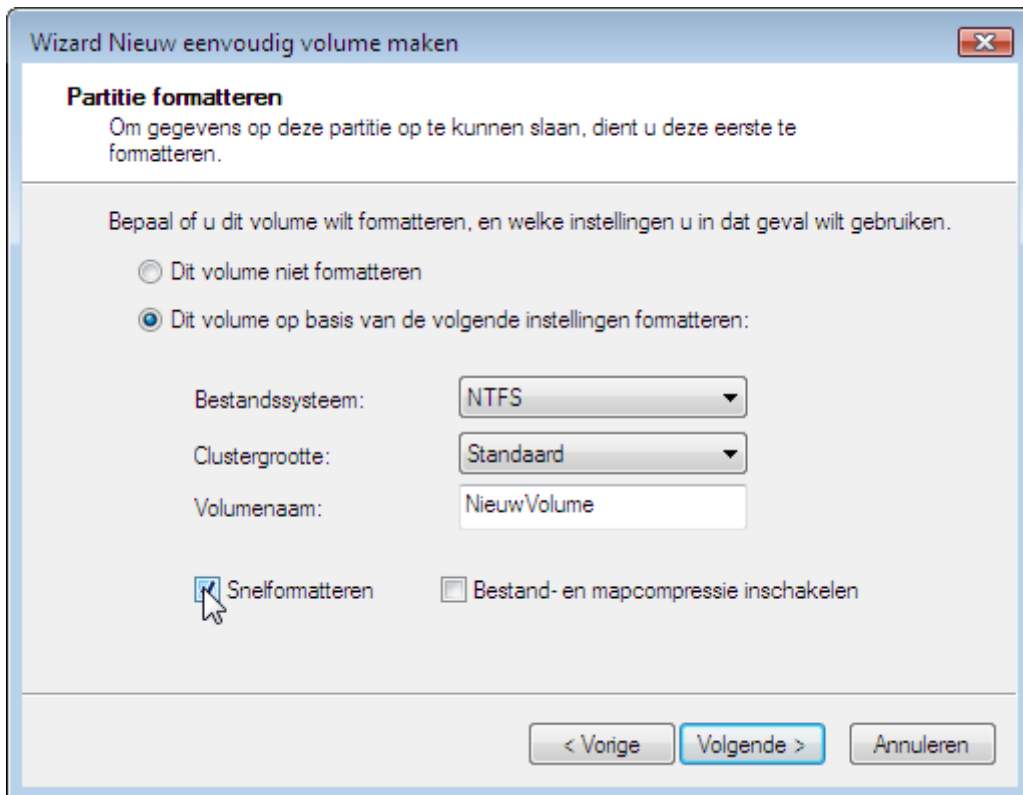 Wizard Nieuw eenvoudig volume maken
Partitie formatteren
Om gegevens op deze partitie op te kunnen slaan, dient u deze eerste te
formatteren.
Bepaal of u dit volume wilt formatteren, en welke instellingen u in dat geval wilt gebruiken.
Dit volume niet formatteren
Dit volume op basis van de volgende instellingen formatteren:
Bestandssysteem: NTFS
Clustergrootte: Standaard
Volumenaam: NieuwVolume
Snelformatteren Bestand- en mapcompressie inschakelen
< Vorige Volgende > Annuleren